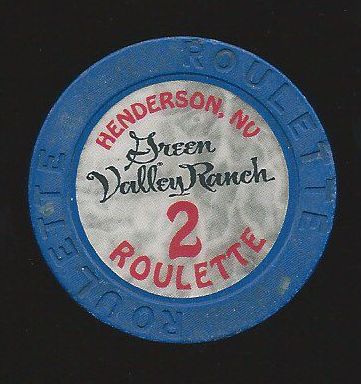 ROULETTE
HENDERSON, NV
Green
Valley Ranch
2
ROULETTE
ROULETTE